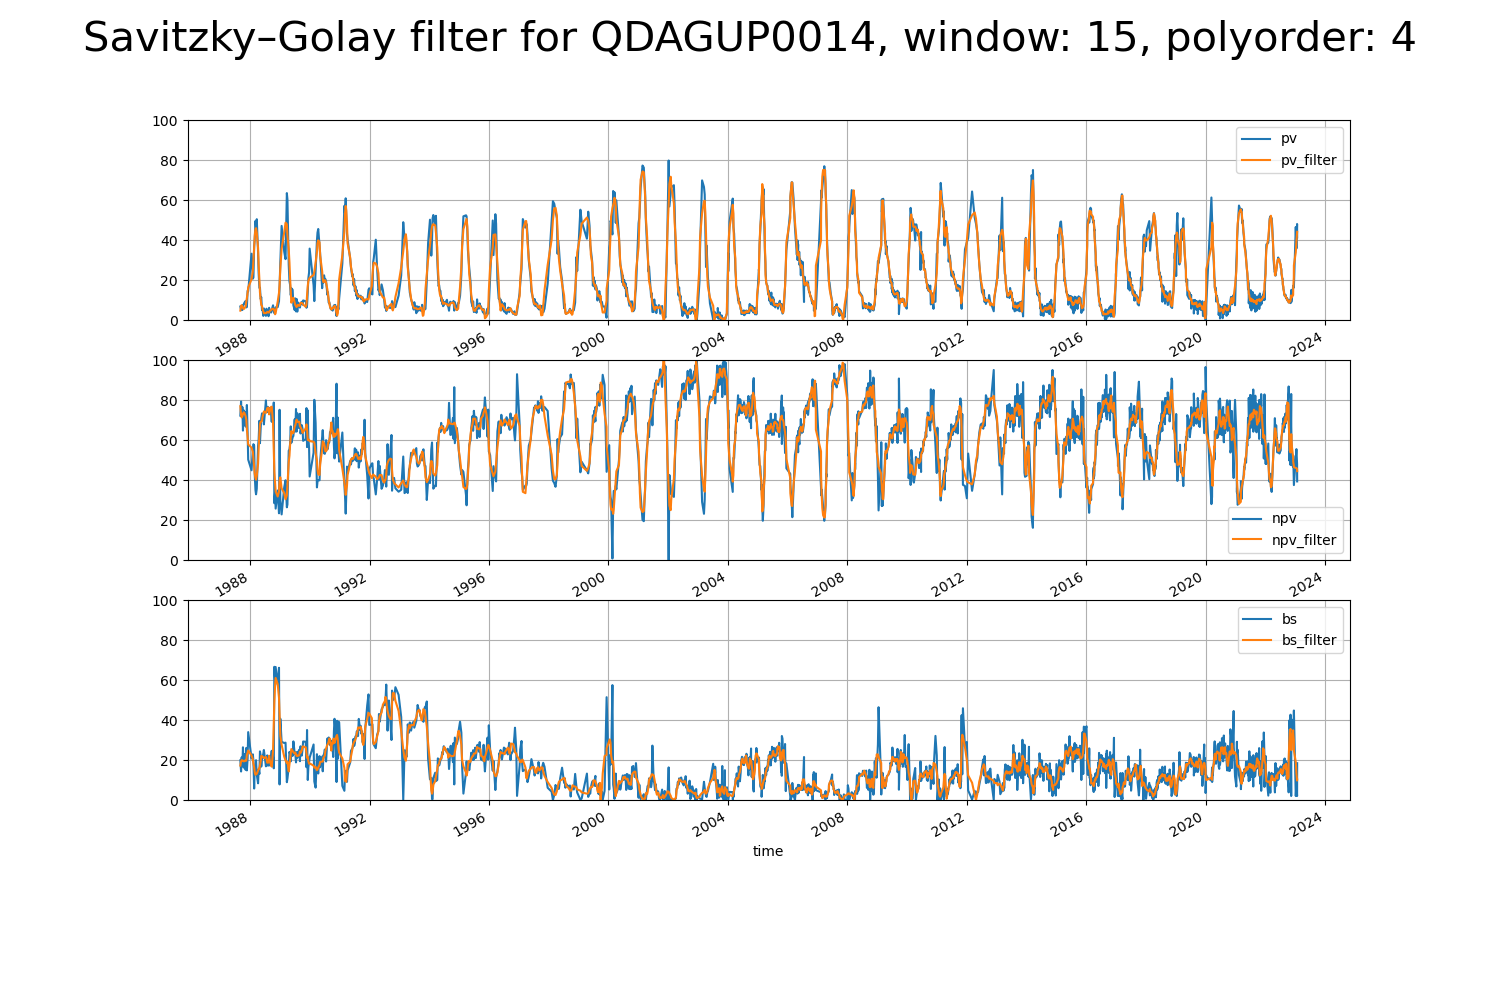 Savitzky–Golay filter for QDAGUP0014, window: 15, polyorder: 4
100
80
60
40
20
0
pv
pv_filter
1988 1992 1996 2000 2004 2008 2012 2016 2020 2024
100
80
60
40
20
0
npv
npv_filter
1988 1992 1996 2000 2004 2008 2012 2016 2020 2024
100
80
60
40
20
0
bs
bs_filter
1988 1992 1996 2000 2004 2008 2012 2016 2020 2024
time